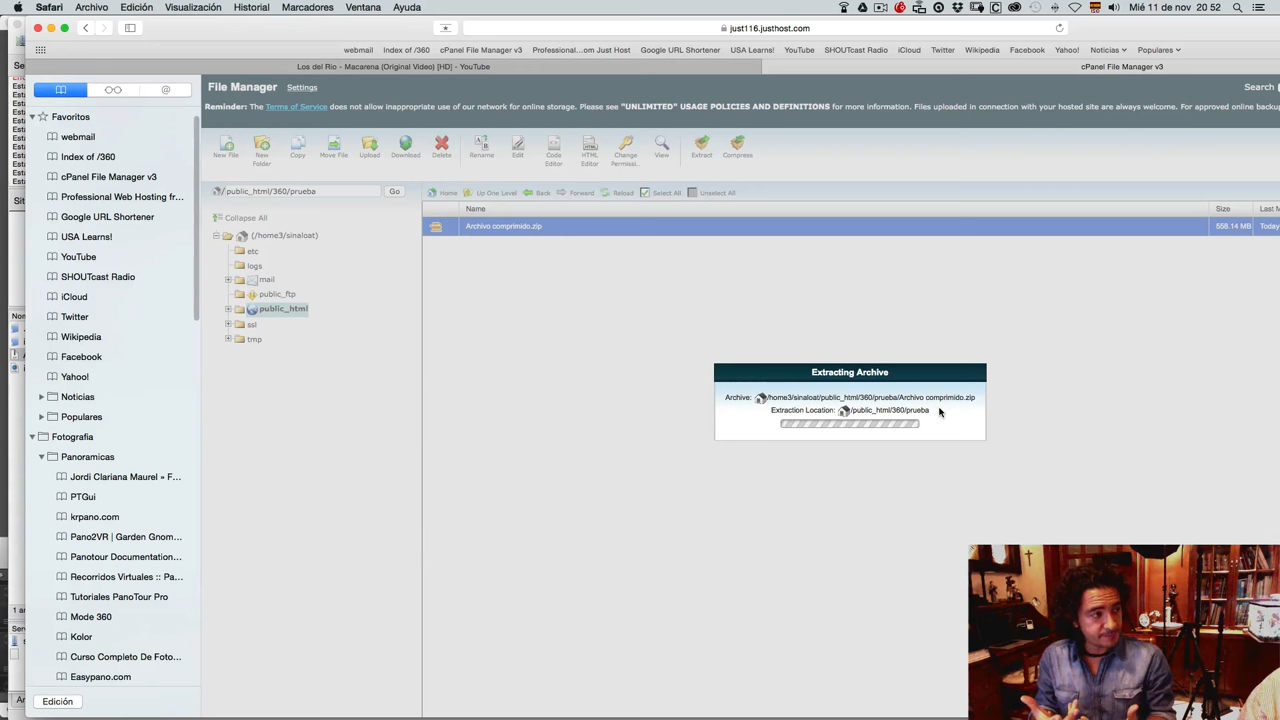 Safari Archivo Edición Visualización Historial Marcadores Ventana Ayuda
Mié 11 de nov 20:52
just116.justhost.com
webmail Index of /360 cPanel File Manager v3 Professional...om Just Host Google URL Shortener USA Learns! YouTube SHOUTcast Radio iCloud Twitter Wikipedia Facebook Yahoo! Noticias Populares
Los del Rio - Macarena (Original Video) [HD] - YouTube
cPanel File Manager v3
File Manager Settings
Search
Reminder: The Terms of Service does not allow inappropriate use of our network for online storage. Please see "UNLIMITED" USAGE POLICIES AND DEFINITIONS for more information. Files uploaded in connection with your hosted site are always welcome. For approved online backup
New File
New Folder
Copy
Move File
Upload
Download
Delete
Rename
Edit
Code Editor
HTML Editor
Change Permissi...
View
Extract
Compress
/public_html/360/prueba Go
Home Up One Level Back Forward Reload Select All Unselect All
Name Size Last M
Archivo comprimido.zip 558.14 MB Today
Collapse All
(/home3/sinaloat)
etc
logs
mail
public_ftp
public_html
ssl
tmp
Extracting Archive
Archive: /home3/sinaloat/public_html/360/prueba/Archivo comprimido.zip
Extraction Location: /public_html/360/prueba
@
Favoritos
webmail
Index of /360
cPanel File Manager v3
Professional Web Hosting fr...
Google URL Shortener
USA Learns!
YouTube
SHOUTcast Radio
iCloud
Twitter
Wikipedia
Facebook
Yahoo!
Noticias
Populares
Fotografia
Panoramicas
Jordi Clariana Maurel » F...
PTGui
krpano.com
Pano2VR | Garden Gnom...
Panotour Documentation...
Recorridos Virtuales :: Pa...
Tutoriales PanoTour Pro
Mode 360
Kolor
Curso Completo De Foto...
Easypano.com
Edición